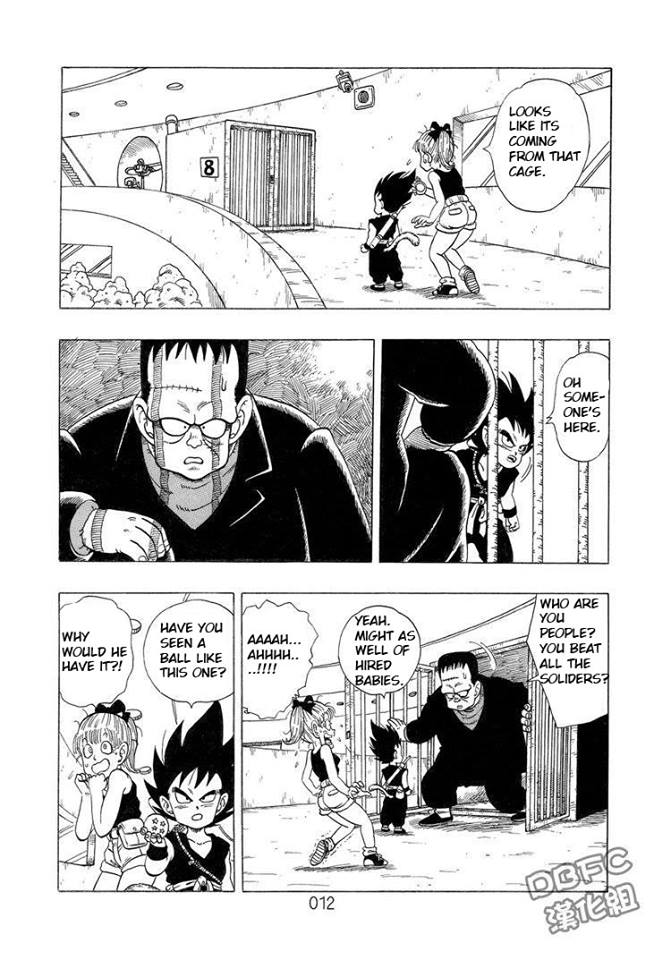 LOOKS
LIKE ITS
COMING
FROM THAT
CAGE.
8
OH
SOME-
ONE'S
HERE.
WHY
WOULD HE
HAVE IT?!
HAVE YOU
SEEN A
BALL LIKE
THIS ONE?
AAAAH...
AHHHH..
..!!!!
YEAH.
MIGHT AS
WELL OF
HIRED
BABIES.
WHO ARE
YOU
PEOPLE?
YOU BEAT
ALL THE
SOLIDERS?
012
DBFC
漢化組